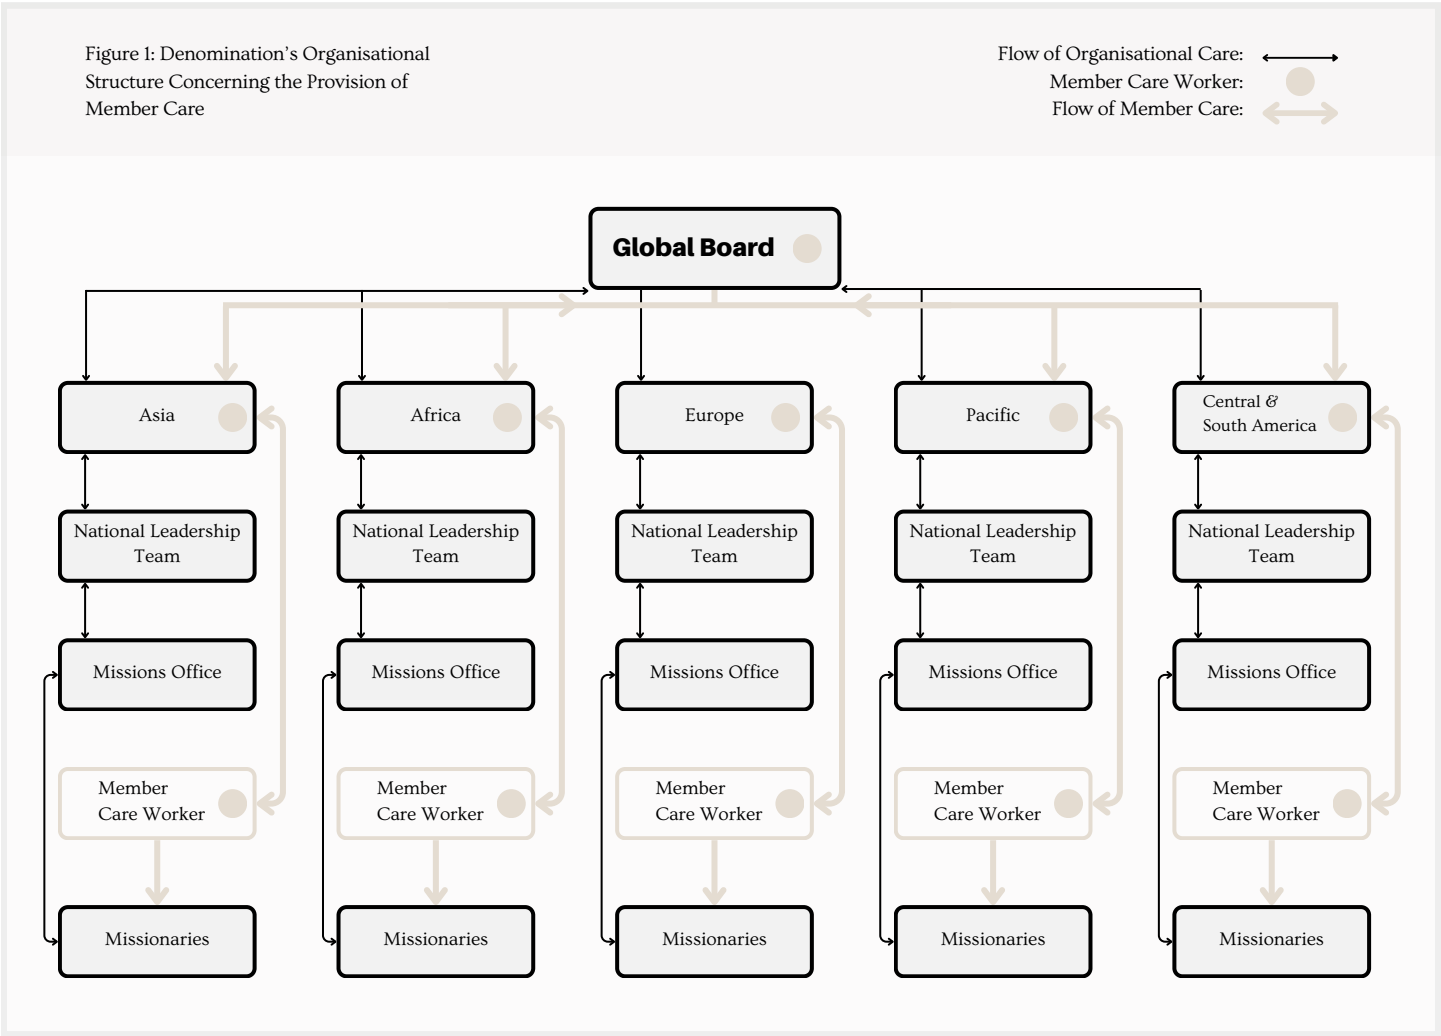 Figure 1: Denomination’s Organisational
Structure Concerning the Provision of
Member Care
Flow of Organisational Care:
Member Care Worker:
Flow of Member Care:
Global Board
Asia
Africa
Europe
Pacific
Central &
South America
National Leadership
Team
National Leadership
Team
National Leadership
Team
National Leadership
Team
National Leadership
Team
Missions Office
Missions Office
Missions Office
Missions Office
Missions Office
Member
Care Worker
Member
Care Worker
Member
Care Worker
Member
Care Worker
Member
Care Worker
Missionaries
Missionaries
Missionaries
Missionaries
Missionaries